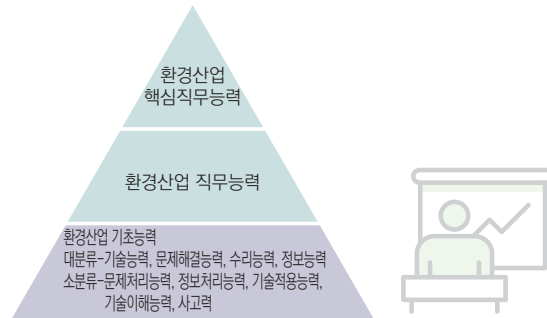 환경산업
핵심직무능력
환경산업 직무능력
환경산업 기초능력
대분류-기술능력, 문제해결능력, 수리능력, 정보능력
소분류-문제처리능력, 정보처리능력, 기술적용능력,
기술이해능력, 사고력